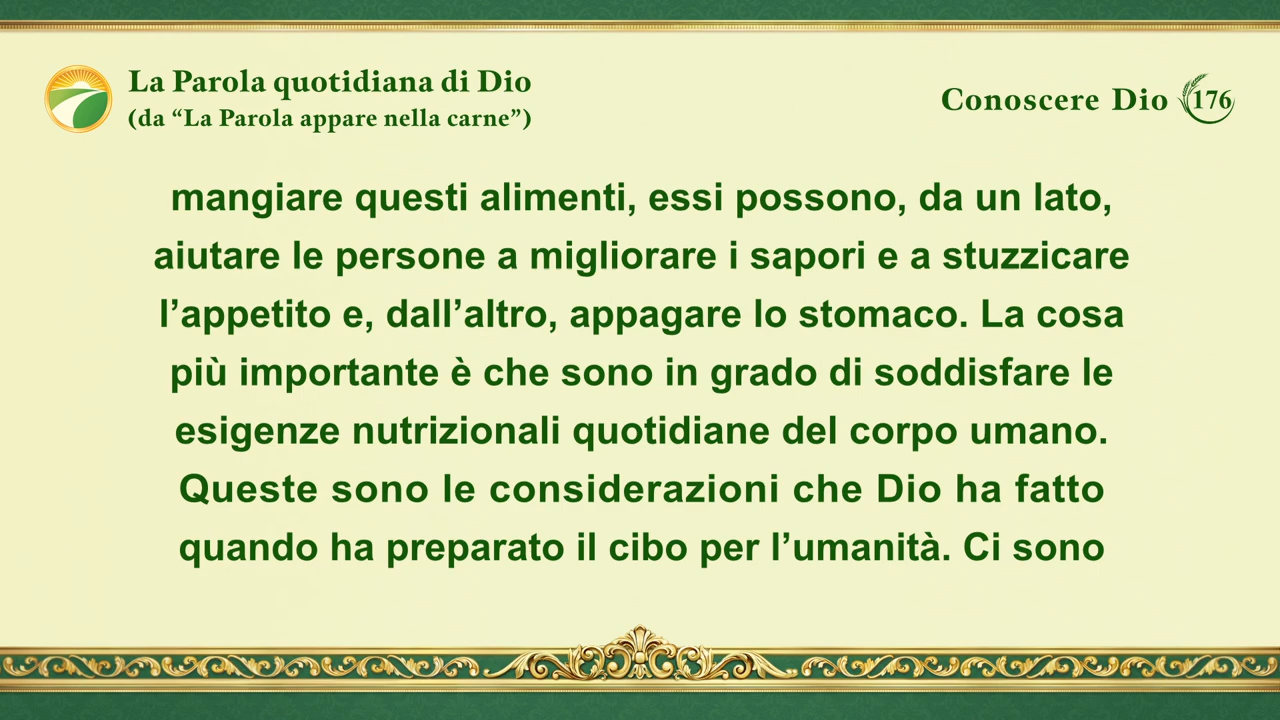 La Parola quotidiana di Dio
(da “La Parola appare nella carne”)
Conoscere Dio 176
mangiare questi alimenti, essi possono, da un lato,
aiutare le persone a migliorare i sapori e a stuzzicare
l’appetito e, dall’altro, appagare lo stomaco. La cosa
più importante è che sono in grado di soddisfare le
esigenze nutrizionali quotidiane del corpo umano.
Queste sono le considerazioni che Dio ha fatto
quando ha preparato il cibo per l’umanità. Ci sono